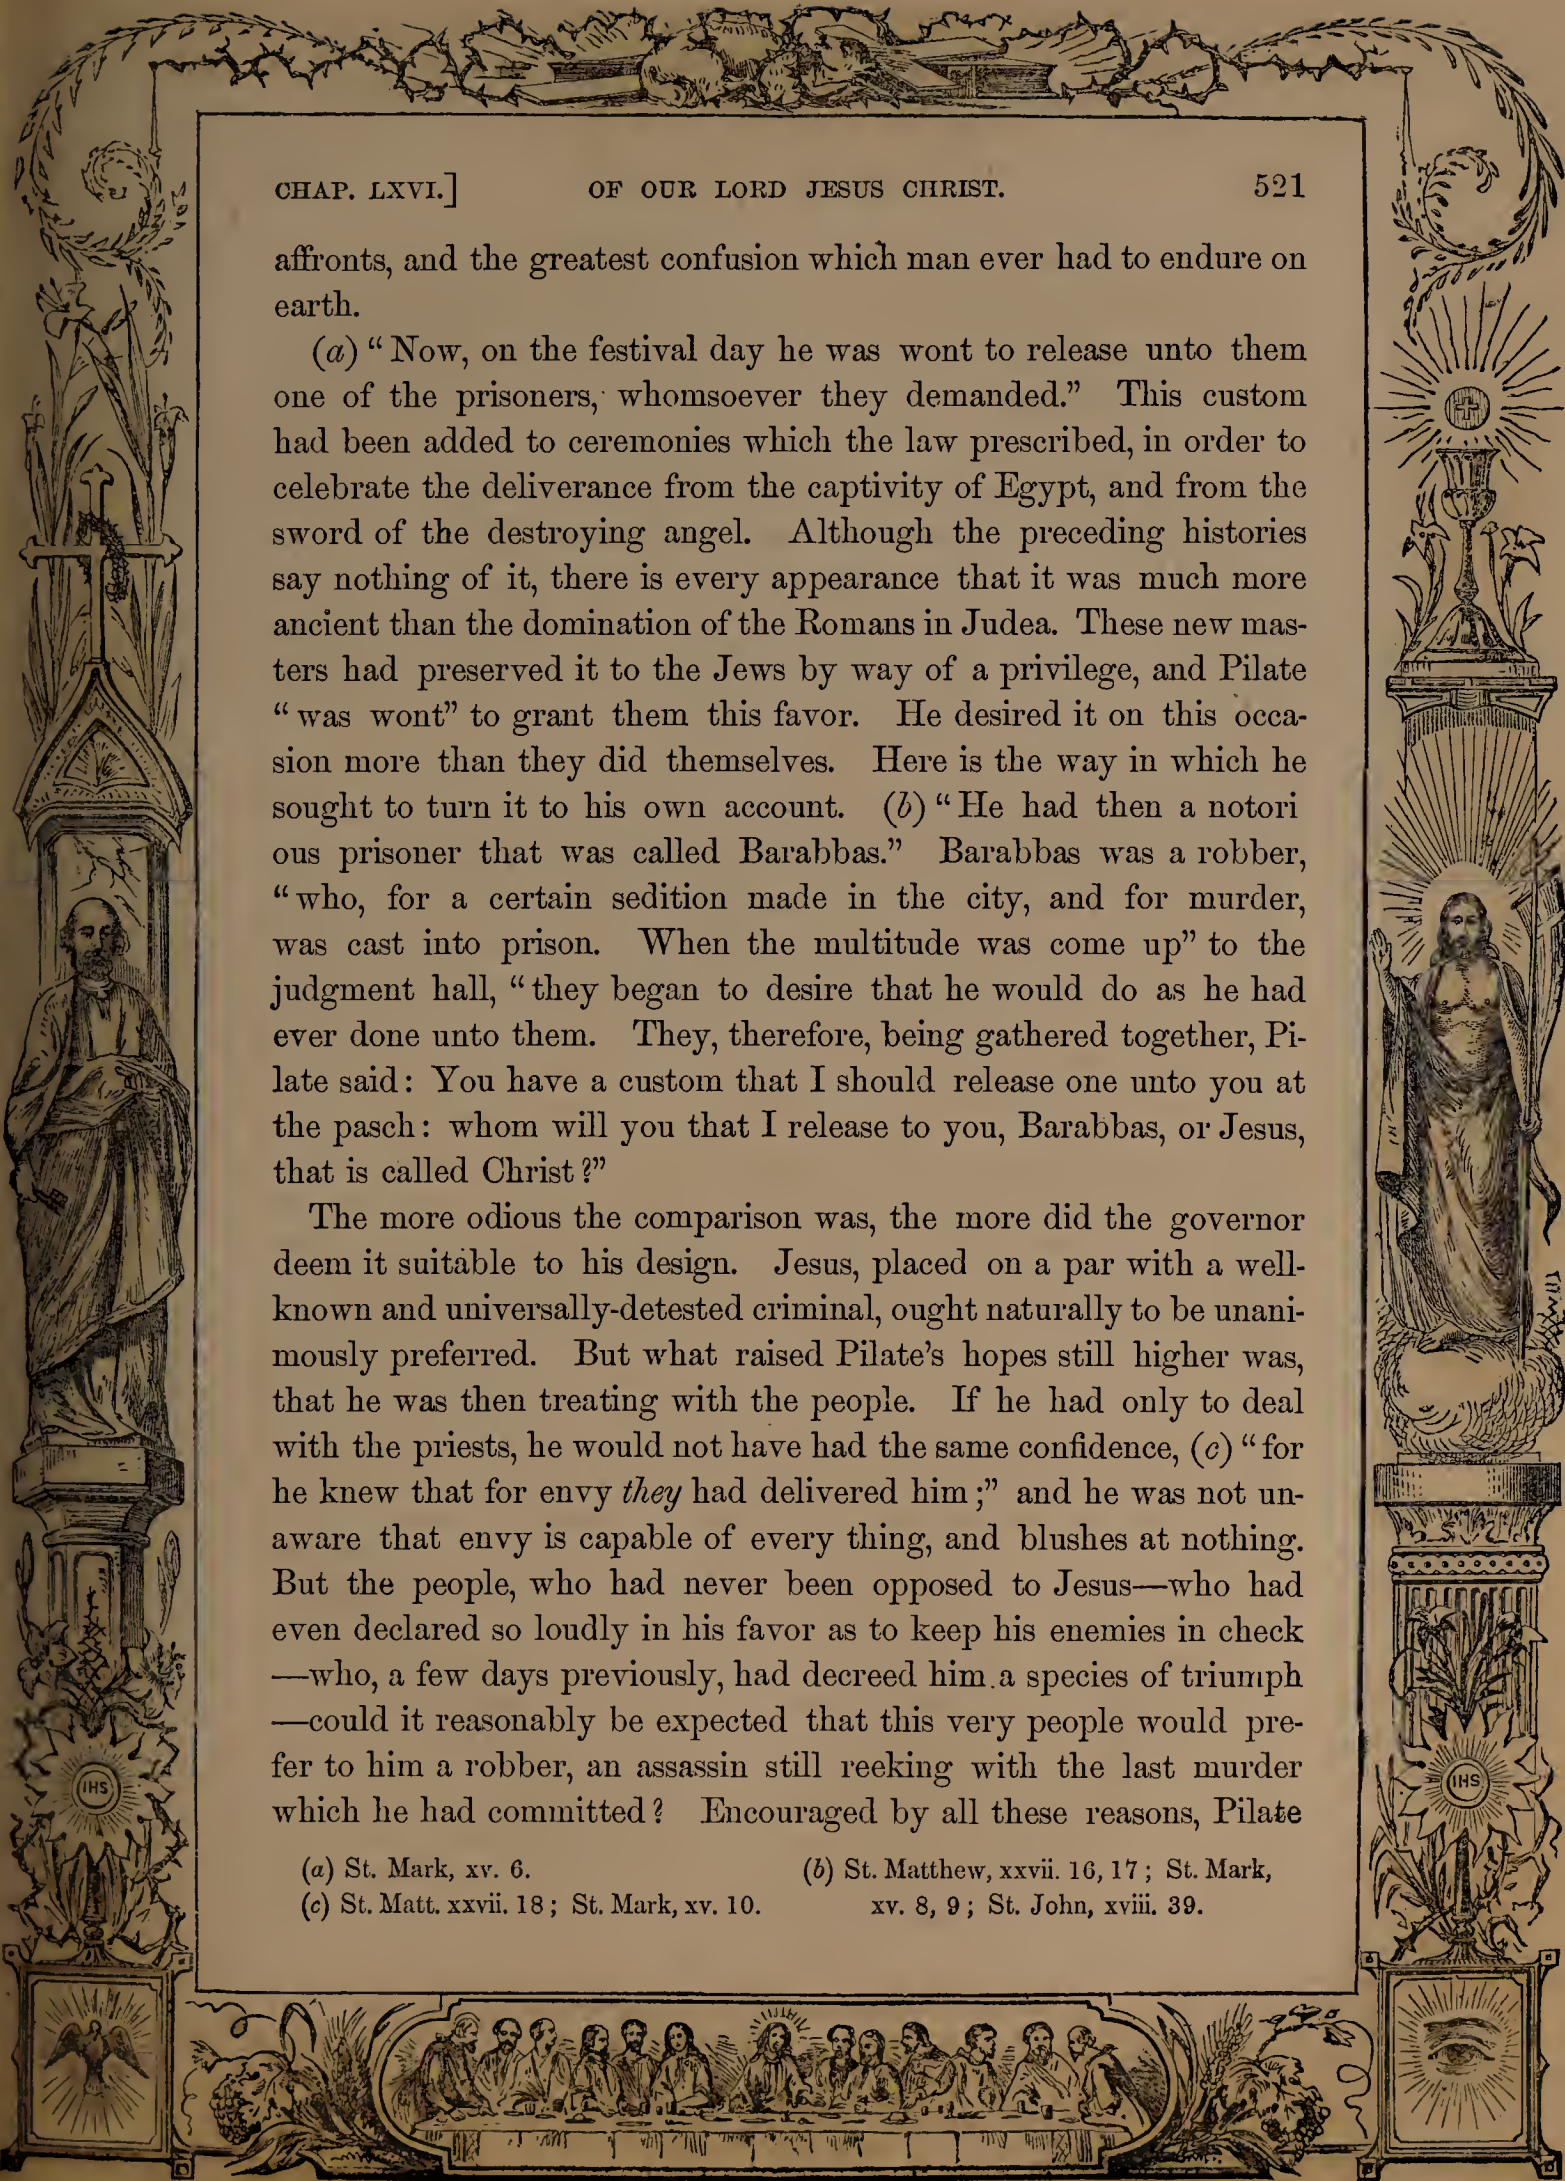 CHAP. LXVI.] OF OUR LORD JESUS CHRIST. 521
affronts, and the greatest confusion which man ever had to endure on
earth.
(a) “Now, on the festival day he was wont to release unto them
one of the prisoners, whomsoever they demanded.” This custom
had been added to ceremonies which the law prescribed, in order to
celebrate the deliverance from the captivity of Egypt, and from the
sword of the destroying angel. Although the preceding histories
say nothing of it, there is every appearance that it was much more
ancient than the domination of the Romans in Judea. These new mas-
ters had preserved it to the Jews by way of a privilege, and Pilate
“was wont” to grant them this favor. He desired it on this occa-
sion more than they did themselves. Here is the way in which he
sought to turn it to his own account. (b) “He had then a notori
ous prisoner that was called Barabbas.” Barabbas was a robber,
“who, for a certain sedition made in the city, and for murder,
was cast into prison. When the multitude was come up” to the
judgment hall, “they began to desire that he would do as he had
ever done unto them. They, therefore, being gathered together, Pi-
late said: You have a custom that I should release one unto you at
the pasch: whom will you that I release to you, Barabbas, or Jesus,
that is called Christ?”
The more odious the comparison was, the more did the governor
deem it suitable to his design. Jesus, placed on a par with a well-
known and universally-detested criminal, ought naturally to be unani-
mously preferred. But what raised Pilate’s hopes still higher was,
that he was then treating with the people. If he had only to deal
with the priests, he would not have had the same confidence, (c) “for
he knew that for envy they had delivered him;” and he was not un-
aware that envy is capable of every thing, and blushes at nothing.
But the people, who had never been opposed to Jesus—who had
even declared so loudly in his favor as to keep his enemies in check
—who, a few days previously, had decreed him a species of triumph
—could it reasonably be expected that this very people would pre-
fer to him a robber, an assassin still reeking with the last murder
which he had committed? Encouraged by all these reasons, Pilate
(a) St. Mark, xv. 6.
(b) St. Matthew, xxvii. 16, 17; St. Mark,
xv. 8, 9; St. John, xviii. 39.
(c) St. Matt. xxvii. 18; St. Mark, xv. 10.
IHS
IHS